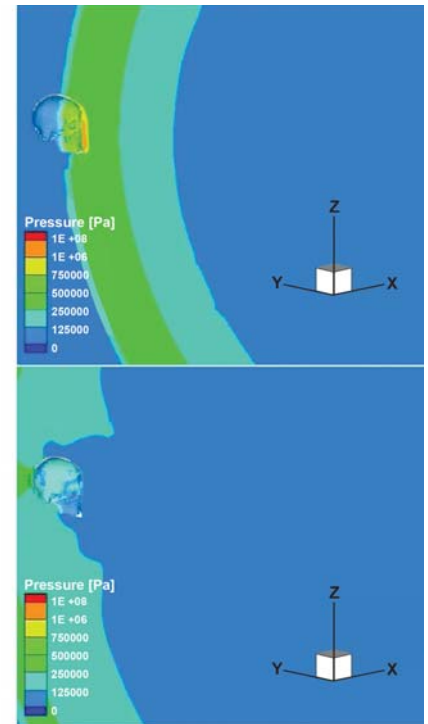 Pressure [Pa]
1E +08
1E +06
750000
500000
250000
125000
0
Z
Y
X
Pressure [Pa]
1E +08
1E +06
750000
500000
250000
125000
0
Z
Y
X